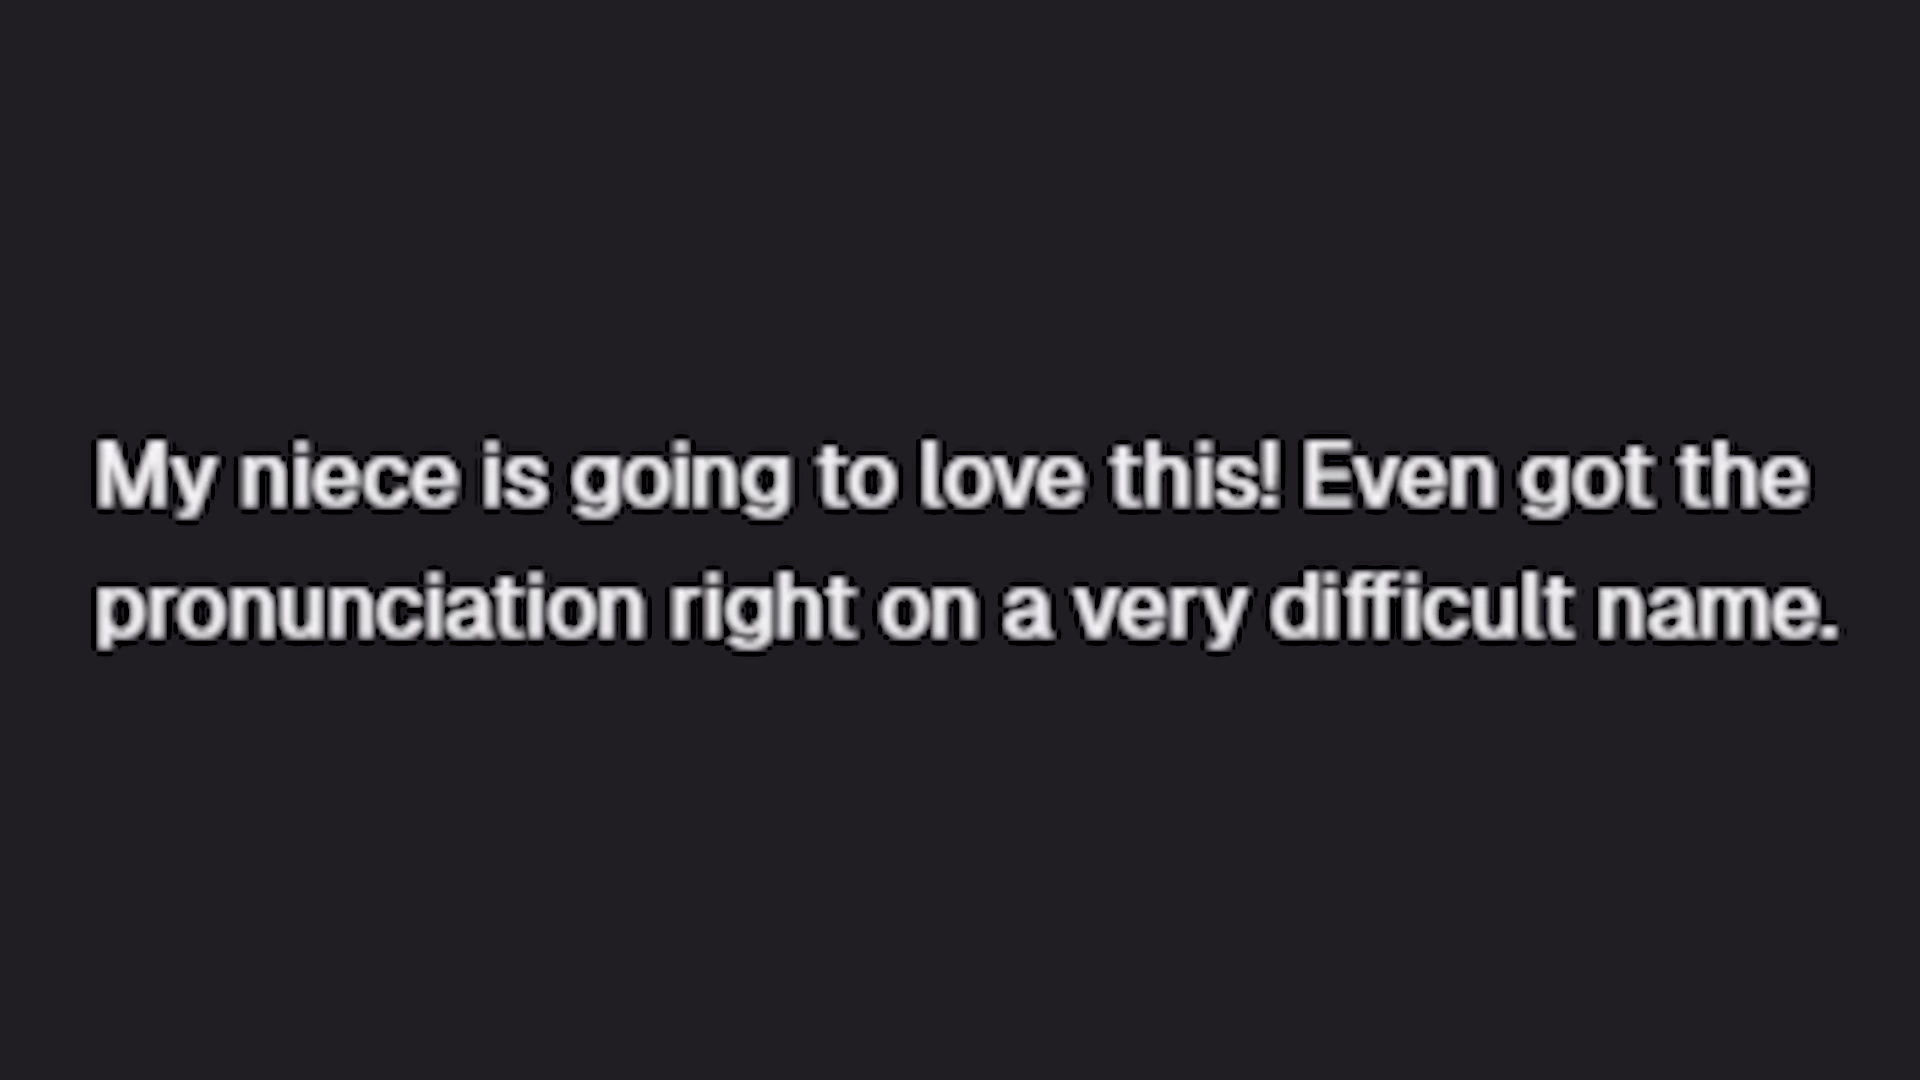 My niece is going to love this! Even got the
pronunciation right on a very difficult name.